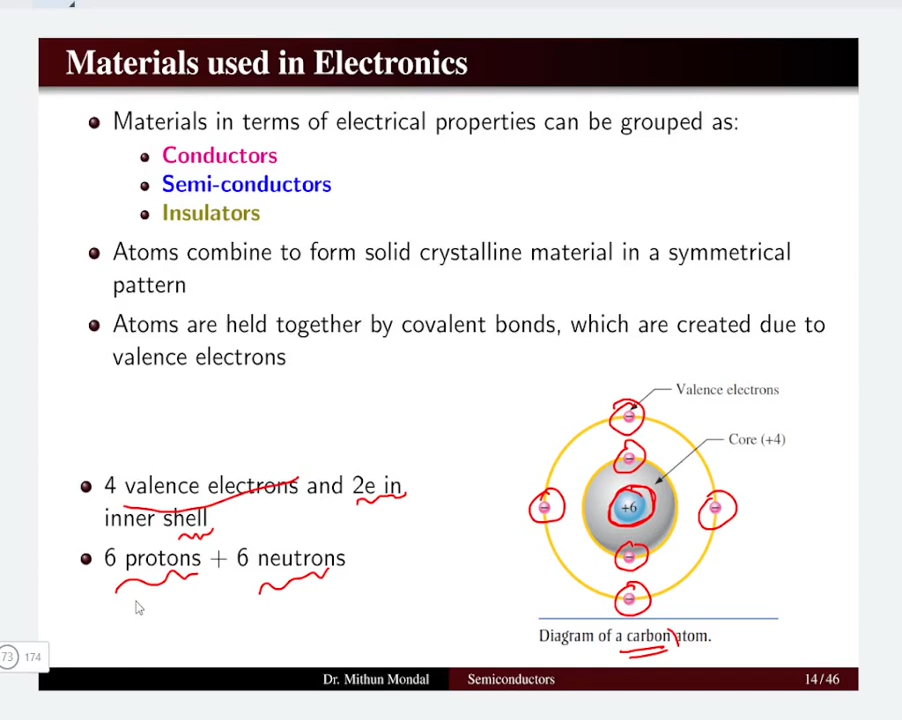 Materials used in Electronics
Materials in terms of electrical properties can be grouped as:
Conductors
Semi-conductors
Insulators
Atoms combine to form solid crystalline material in a symmetrical
pattern
Atoms are held together by covalent bonds, which are created due to
valence electrons
Valence electrons
Core (+4)
4 valence electrons and 2e in
inner shell
6 protons + 6 neutrons
+6
Diagram of a carbon atom.
73 174
Dr. Mithun Mondal Semiconductors 14/46